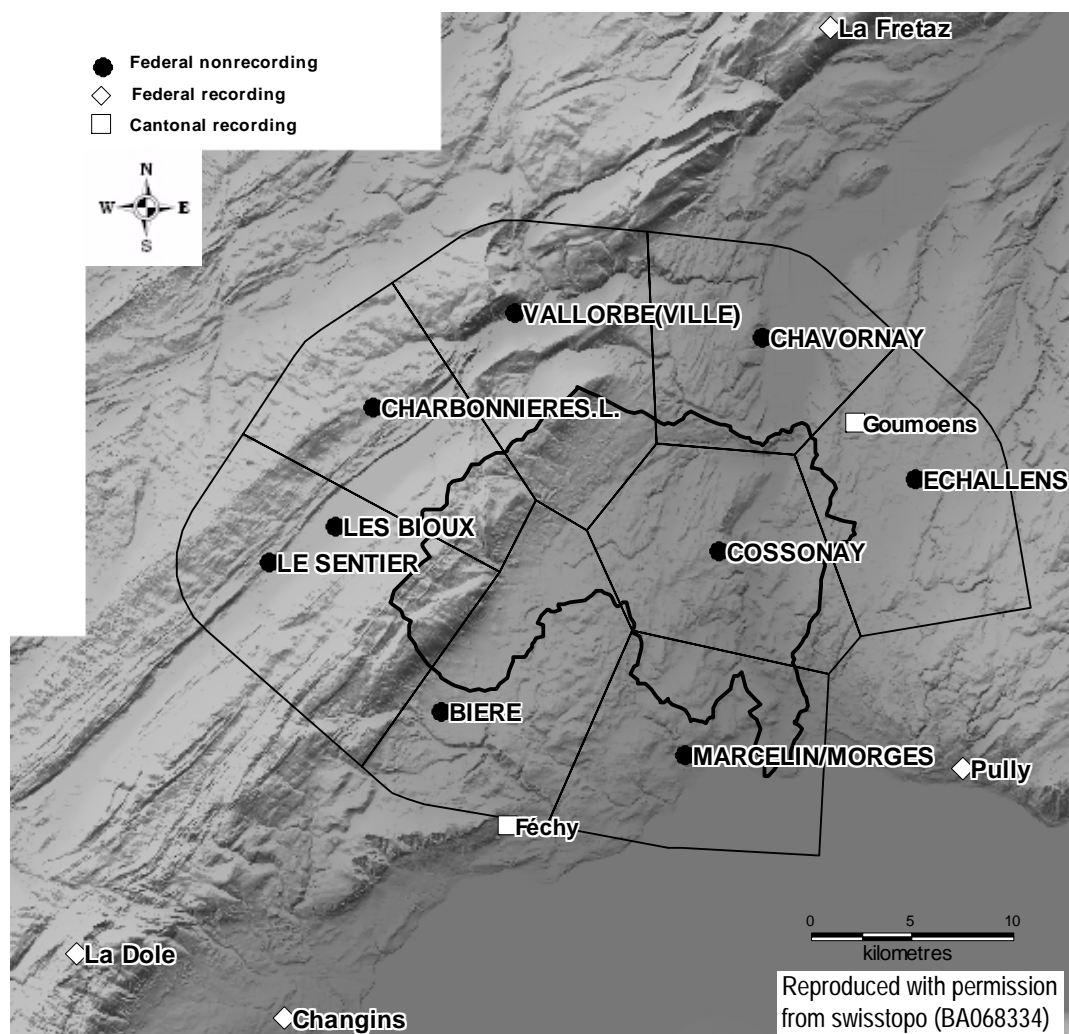 La Fretaz
Federal nonrecording
Federal recording
Cantonal recording
N
W E
S
VALLORBE(VILLE)
CHAVORNAY
CHARBONNIERES.L.
Goumoens
ECHALLENS
LES BIOUX
COSSONAY
LE SENTIER
BIERE
MARCELIN/MORGES
Pully
Féchy
0 5 10
kilometres
La Dole
Reproduced with permission
from swisstopo (BA068334)
Changins